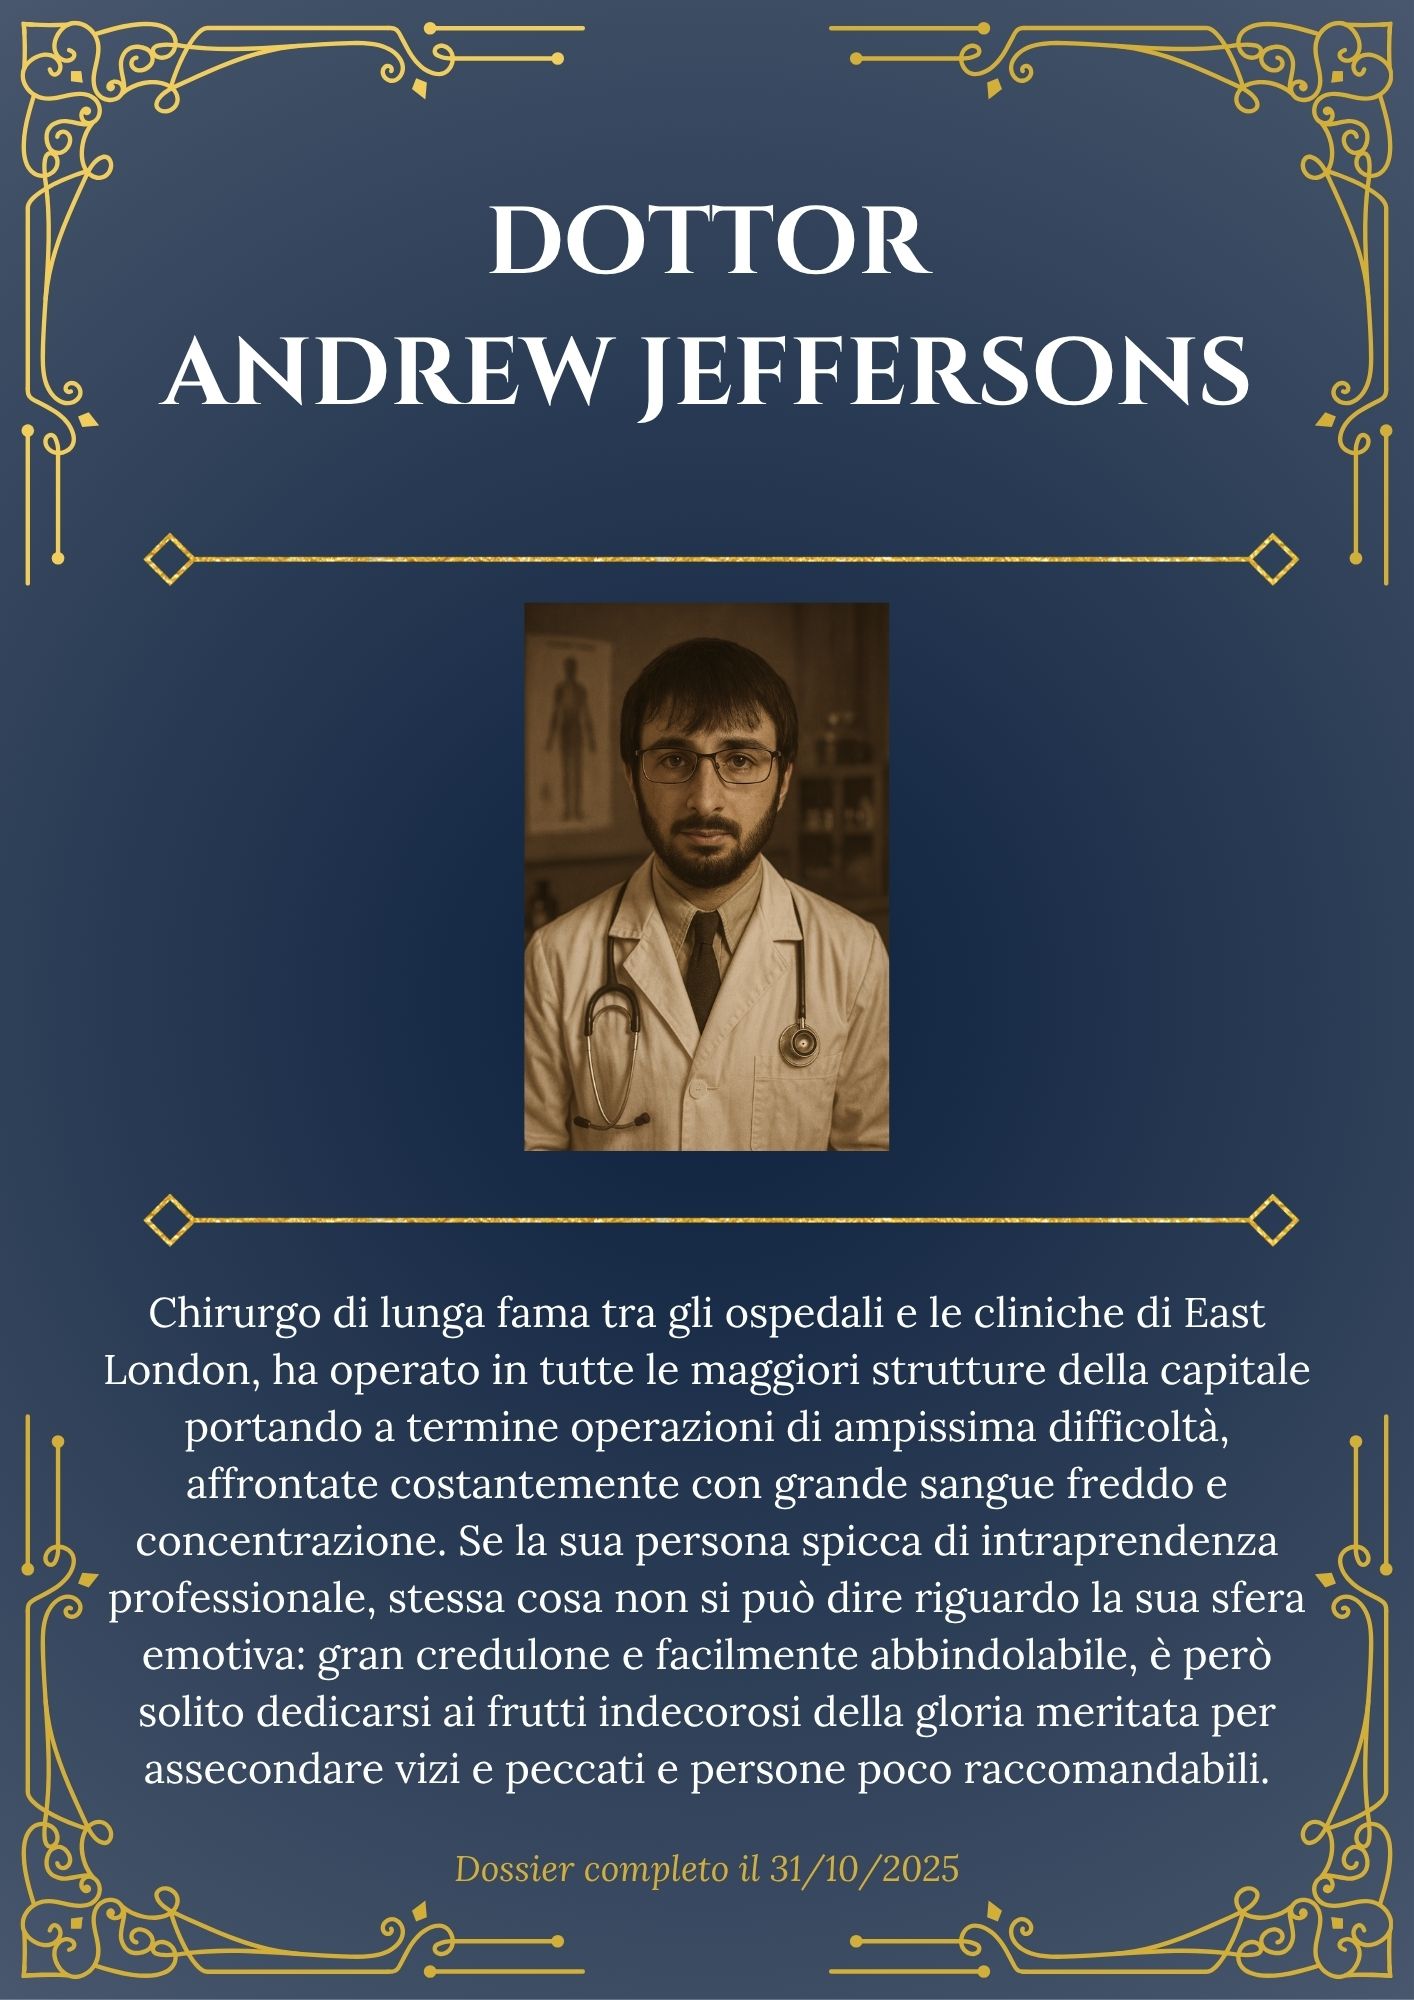 DOTTOR
ANDREW JEFFERSONS
Chirurgo di lunga fama tra gli ospedali e le cliniche di East
London, ha operato in tutte le maggiori strutture della capitale
portando a termine operazioni di ampissima difficoltà,
affrontate costantemente con grande sangue freddo e
concentrazione. Se la sua persona spicca di intraprendenza
professionale, stessa cosa non si può dire riguardo la sua sfera
emotiva: gran credulone e facilmente abbindolabile, è però
solito dedicarsi ai frutti indecorosi della gloria meritata per
assecondare vizi e peccati e persone poco raccomandabili.
Dossier completo il 31/10/2025